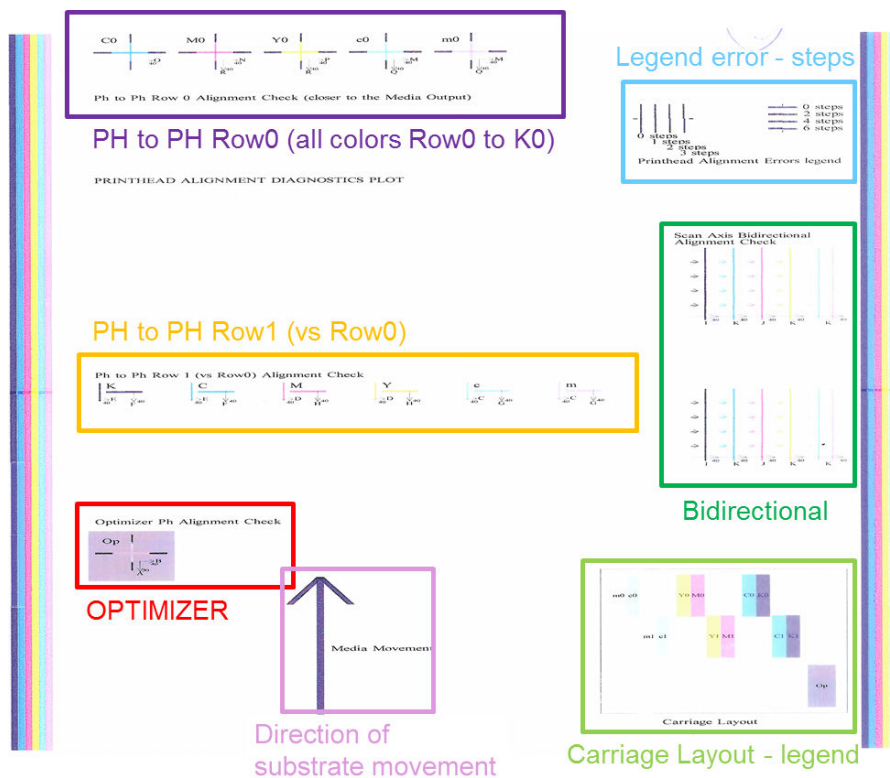 C0 M0 Y0 c0 m0
Ph to Ph Row 0 Alignment Check (closer to the Media Output)
PH to PH Row0 (all colors Row0 to K0)
PRINTHEAD ALIGNMENT DIAGNOSTICS PLOT
Legend error - steps
0 steps
1 steps
2 steps
3 steps
0 steps
2 steps
4 steps
6 steps
Printhead Alignment Errors legend
Scan Axis Bidirectional
Alignment Check
I K J K K
I K J K K
Bidirectional
PH to PH Row1 (vs Row0)
Ph to Ph Row 1 (vs Row0) Alignment Check
K C M Y c m
Optimizer Ph Alignment Check
Op
OPTIMIZER
Media Movement
Direction of
substrate movement
m0 c0 Y0 M0 C0 K0
m1 c1 Y1 M1 C1 K1
Op
Carriage Layout
Carriage Layout - legend